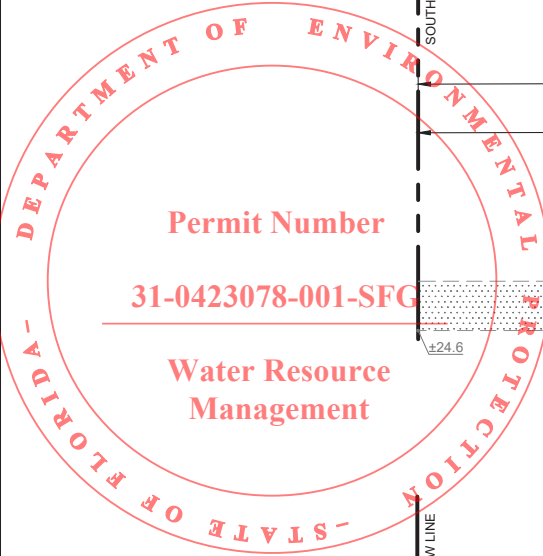 DEPARTMENT OF ENVIRONMENTAL PROTECTION
-STATE OF FLORIDA-
Permit Number
31-0423078-001-SFG
Water Resource
Management
SOUTH
±24.6
W LINE